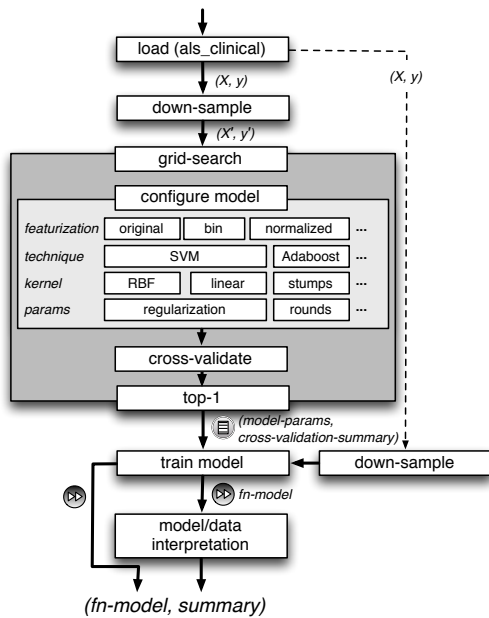 load (als_clinical)
(X, y)
(X, y)
down-sample
(X', y')
grid-search
configure model
featurization original bin normalized ...
technique SVM Adaboost ...
kernel RBF linear stumps ...
params regularization rounds ...
cross-validate
top-1
(model-params,
cross-validation-summary)
train model
down-sample
fn-model
model/data
interpretation
(fn-model, summary)